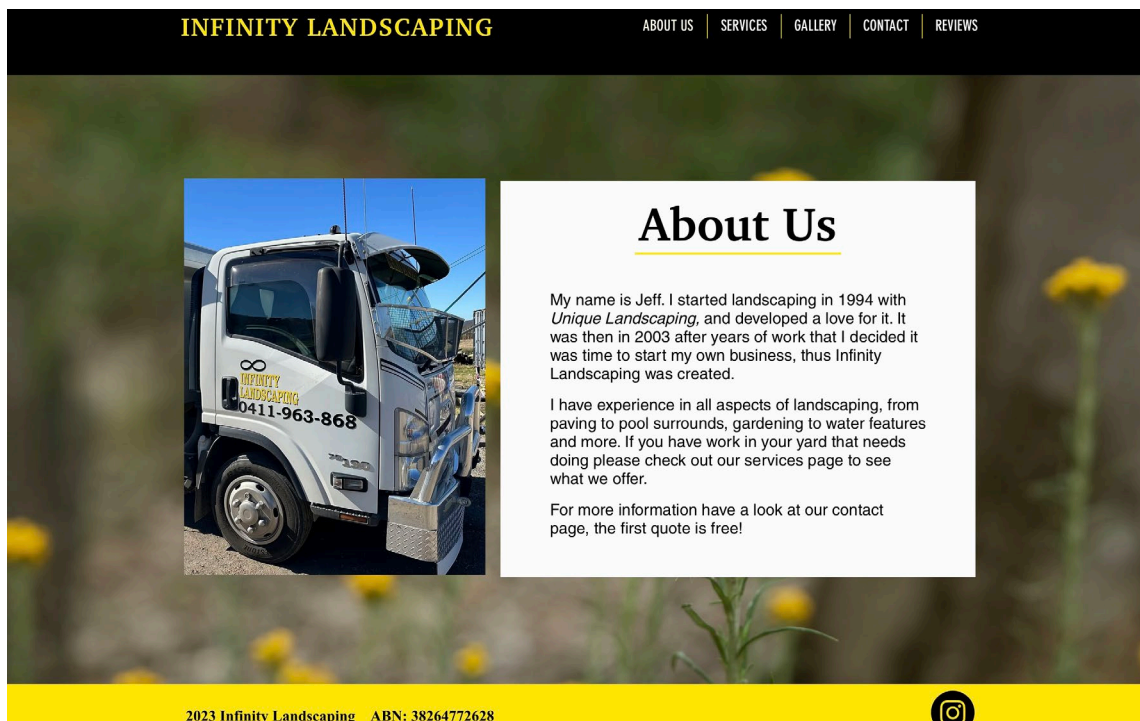 INFINITY LANDSCAPING
ABOUT US
SERVICES
GALLERY
CONTACT
REVIEWS
INFINITY
LANDSCAPING
0411-963-868
About Us
My name is Jeff. I started landscaping in 1994 with
Unique Landscaping, and developed a love for it. It
was then in 2003 after years of work that I decided it
was time to start my own business, thus Infinity
Landscaping was created.
I have experience in all aspects of landscaping, from
paving to pool surrounds, gardening to water features
and more. If you have work in your yard that needs
doing please check out our services page to see
what we offer.
For more information have a look at our contact
page, the first quote is free!
2023 Infinity Landscaping ABN: 38264772628